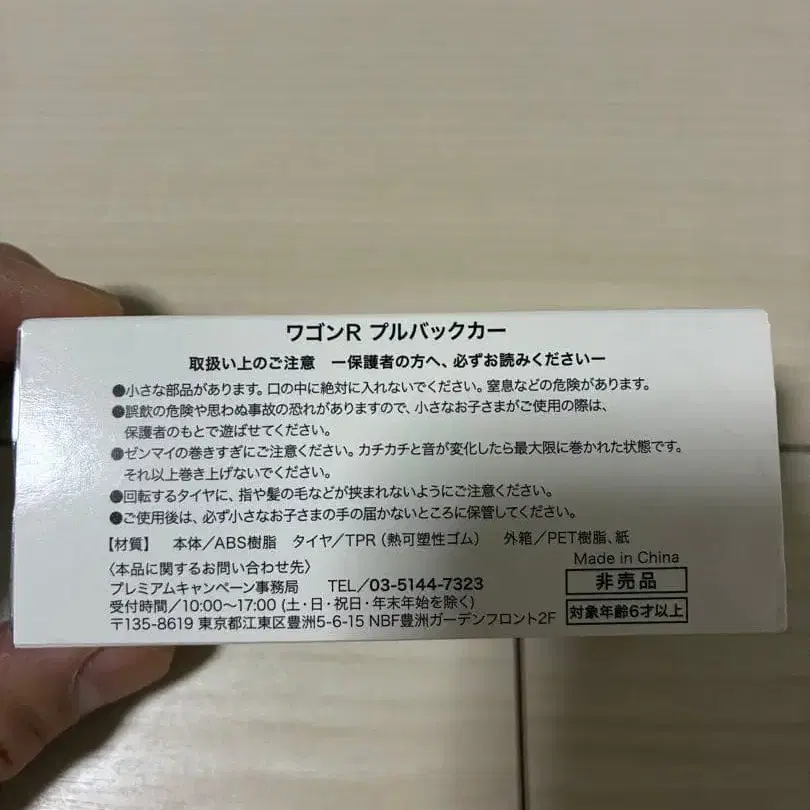 ワゴンR プルバックカー
取扱い上のご注意 ー保護者の方へ、必ずお読みくださいー
●小さな部品があります。口の中に絶対に入れないでください。窒息などの危険があります。
●誤飲の危険や思わぬ事故の恐れがありますので、小さなお子さまがご使用の際は、
保護者のもとで遊ばせてください。
●ゼンマイの巻きすぎにご注意ください。カチカチと音が変化したら最大限に巻かれた状態です。
それ以上巻き上げないでください。
●回転するタイヤに、指や髪の毛などが挟まれないようにご注意ください。
●ご使用後は、必ず小さなお子さまの手の届かないところに保管してください。
【材質】 本体/ABS樹脂 タイヤ/TPR(熱可塑性ゴム) 外箱/PET樹脂、紙
Made in China
〈本品に関するお問い合わせ先〉
プレミアムキャンペーン事務局 TEL/03-5144-7323
非売品
受付時間/10:00〜17:00 (土・日・祝日・年末年始を除く)
〒135-8619 東京都江東区豊洲5-6-15 NBF豊洲ガーデンフロント2F
対象年齢6才以上